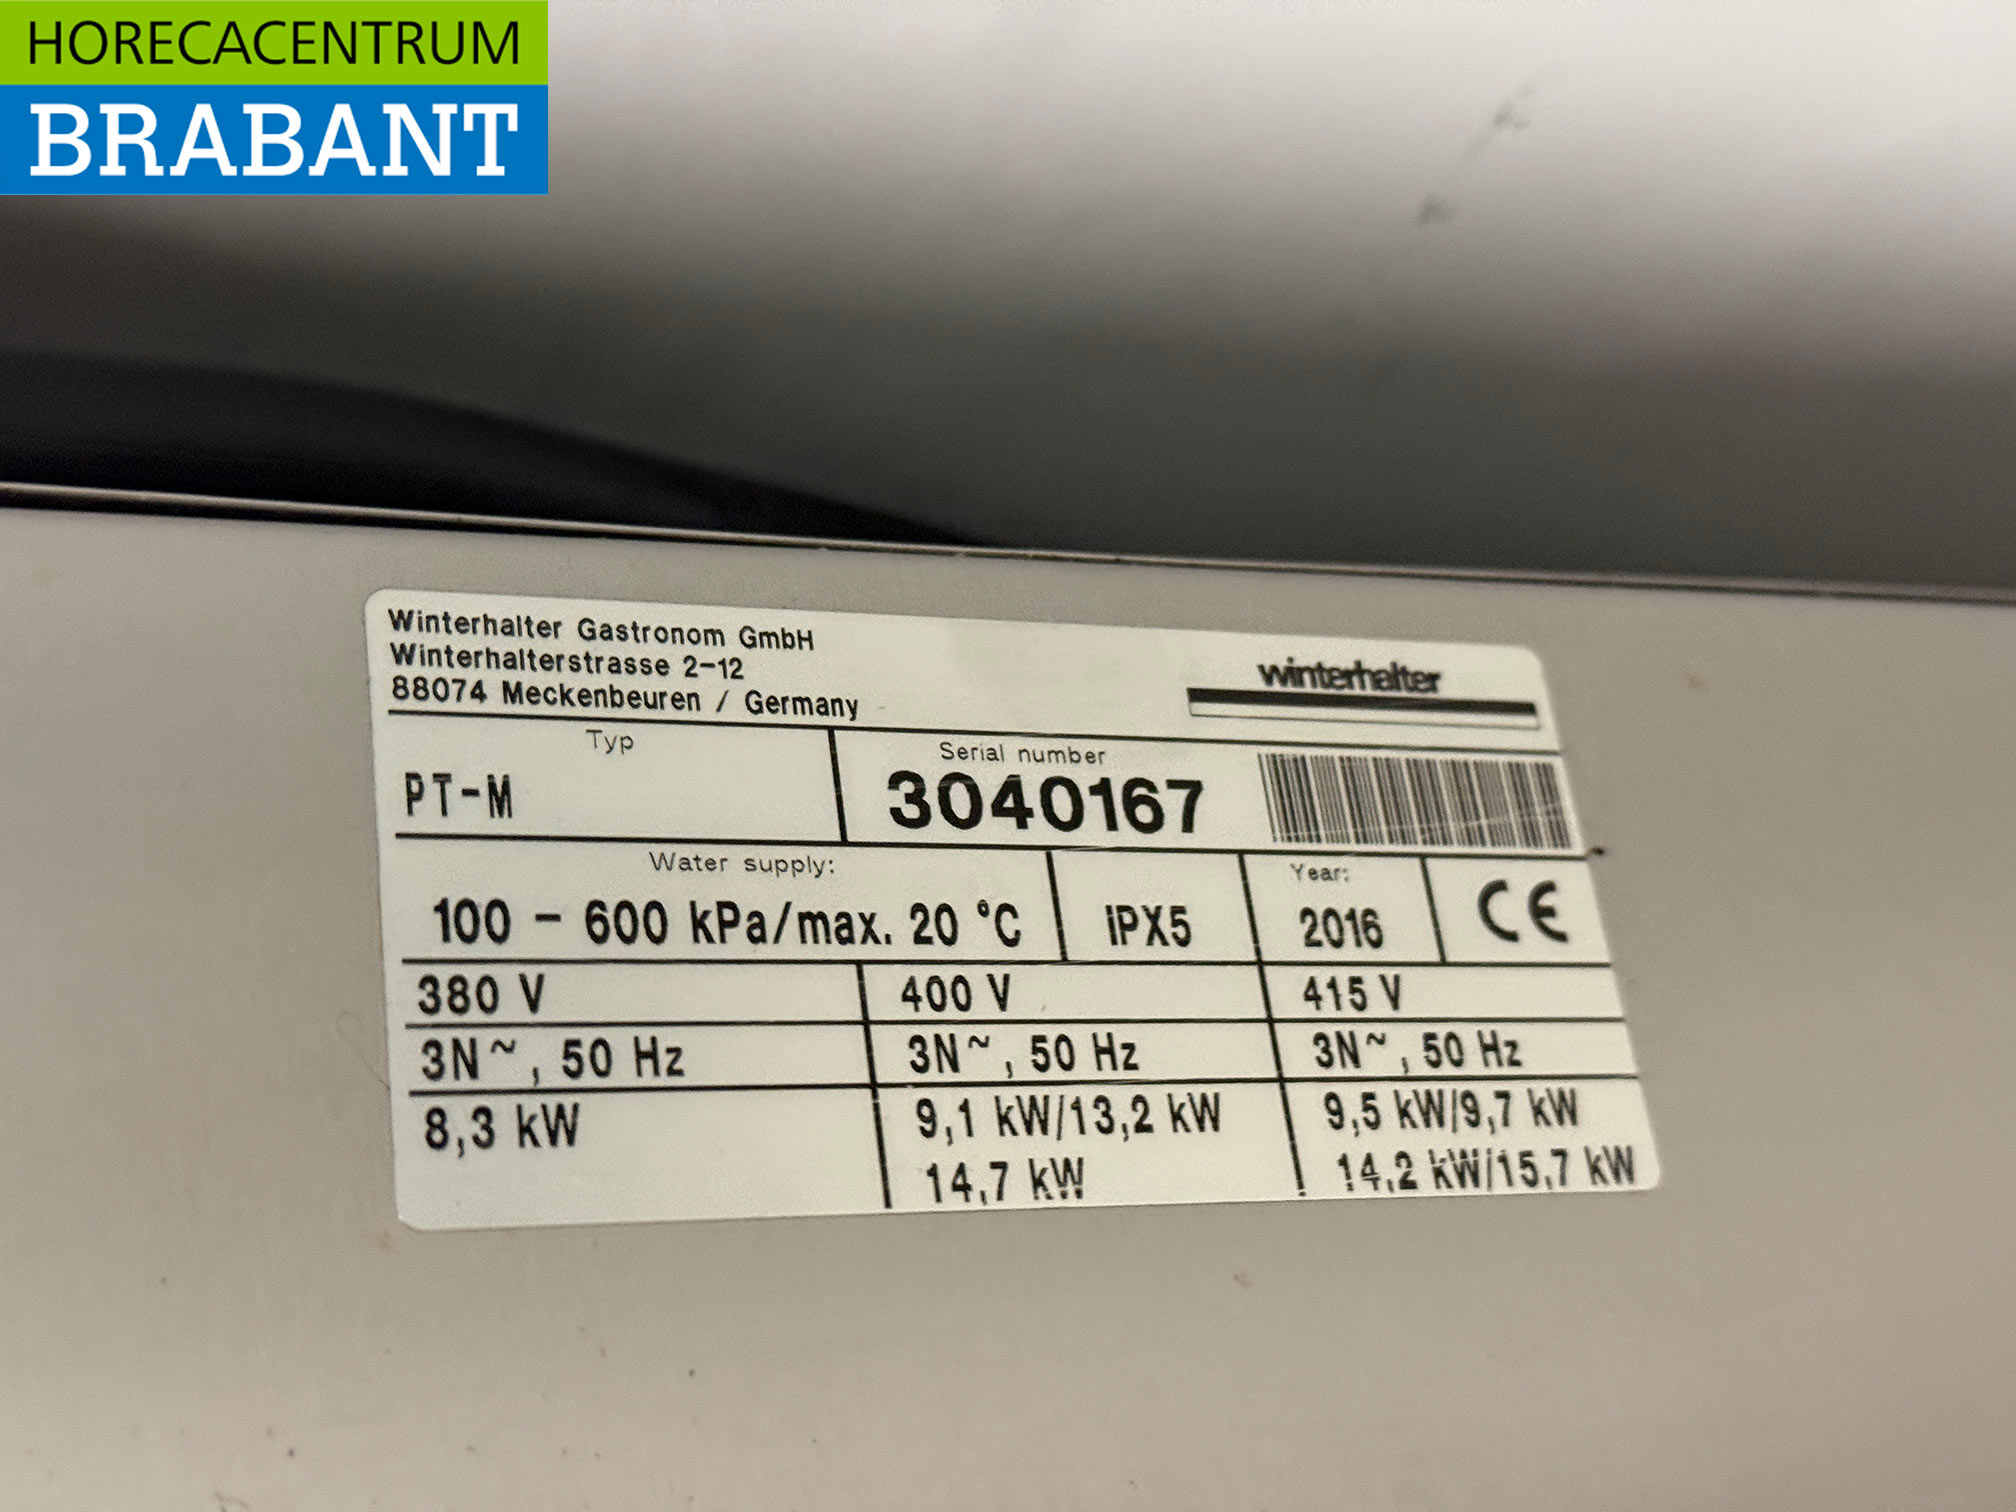 HORECACENTRUM
BRABANT
Winterhalter Gastronom GmbH
Winterhalterstrasse 2-12
88074 Meckenbeuren / Germany
winterhalter
Typ
PT-M
Serial number
3040167
Water supply:
100 - 600 kPa/max. 20 °C
IPX5
Year:
2016
CE
380 V 400 V 415 V
3N~, 50 Hz 3N~, 50 Hz 3N~, 50 Hz
8,3 kW 9,1 kW/13,2 kW 9,5 kW/9,7 kW
14,7 kW 14,2 kW/15,7 kW